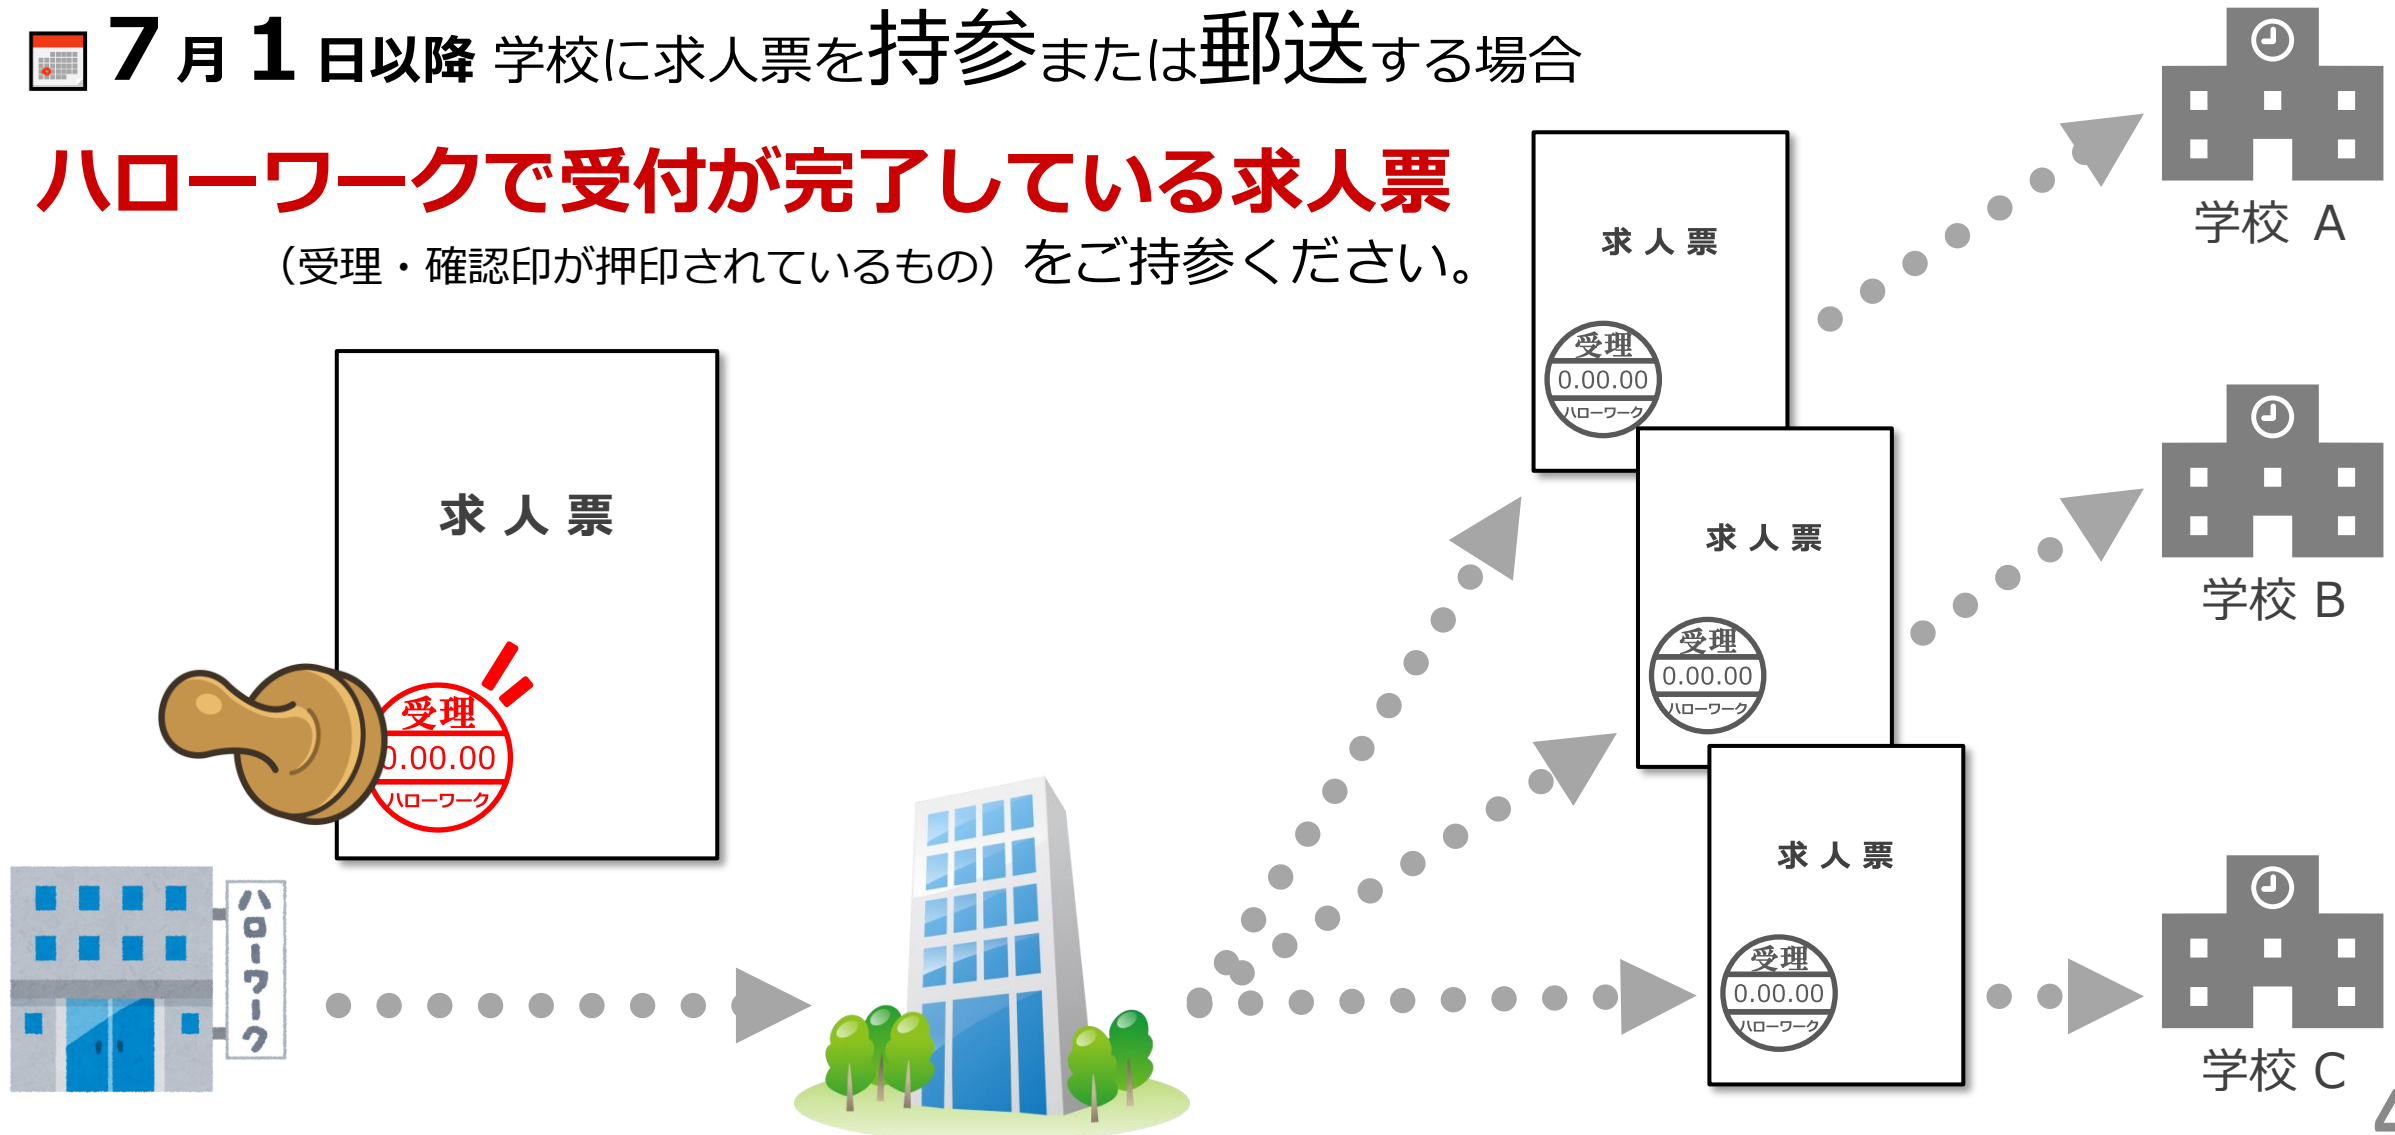 7月1日以降 学校に求人票を持参または郵送する場合
ハローワークで受付が完了している求人票
（受理・確認印が押印されているもの）をご持参ください。
求人票
受理
0.00.00
ハローワーク
ハローワーク
求人票
受理
0.00.00
ハローワーク
求人票
受理
0.00.00
ハローワーク
求人票
受理
0.00.00
ハローワーク
学校 A
学校 B
学校 C